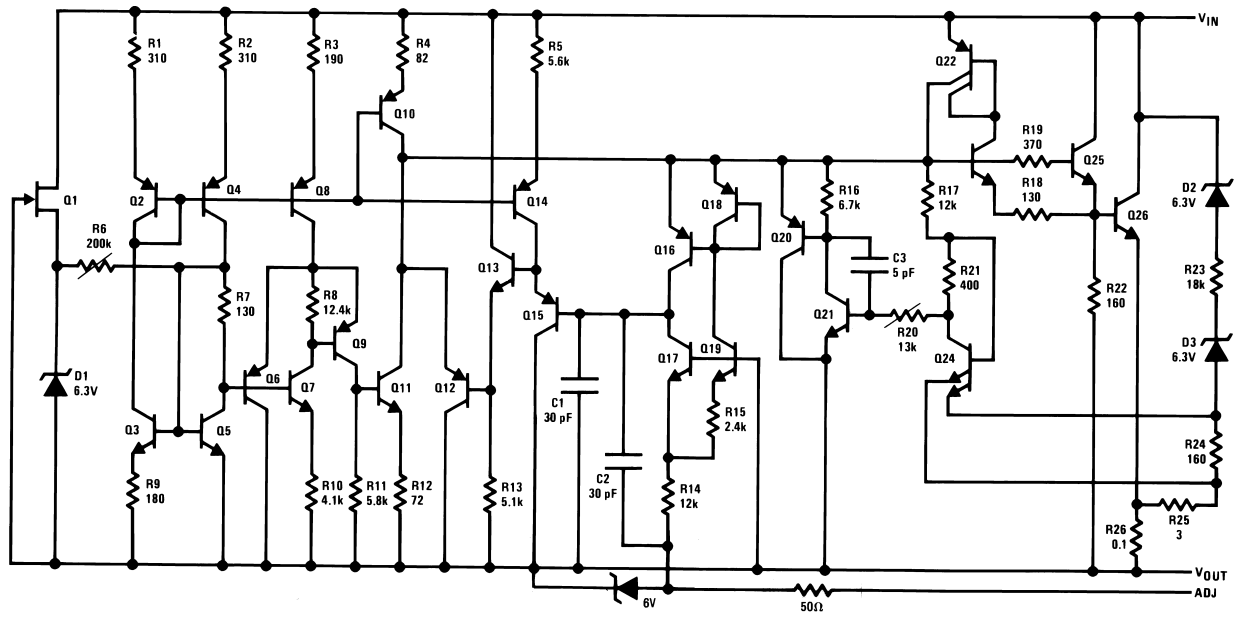 R1
310
R2
310
R3
190
R4
82
R5
5.6k
V_IN
Q22
Q10
R19
370
Q25
D2
6.3V
Q1
Q2
Q4
Q8
Q14
Q18
R16
6.7k
R17
12k
R18
130
Q26
R6
200k
Q13
Q16
Q20
C3
5 pF
R21
400
R22
160
R23
18k
R7
130
R8
12.4k
Q9
Q15
Q21
R20
13k
D1
6.3V
Q6
Q7
Q11
Q12
C1
30 pF
Q17
Q19
Q24
D3
6.3V
R15
2.4k
Q3
Q5
R24
160
C2
30 pF
R9
180
R10
4.1k
R11
5.8k
R12
72
R13
5.1k
R14
12k
R26
0.1
R25
3
V_OUT
6V
50Ω
ADJ